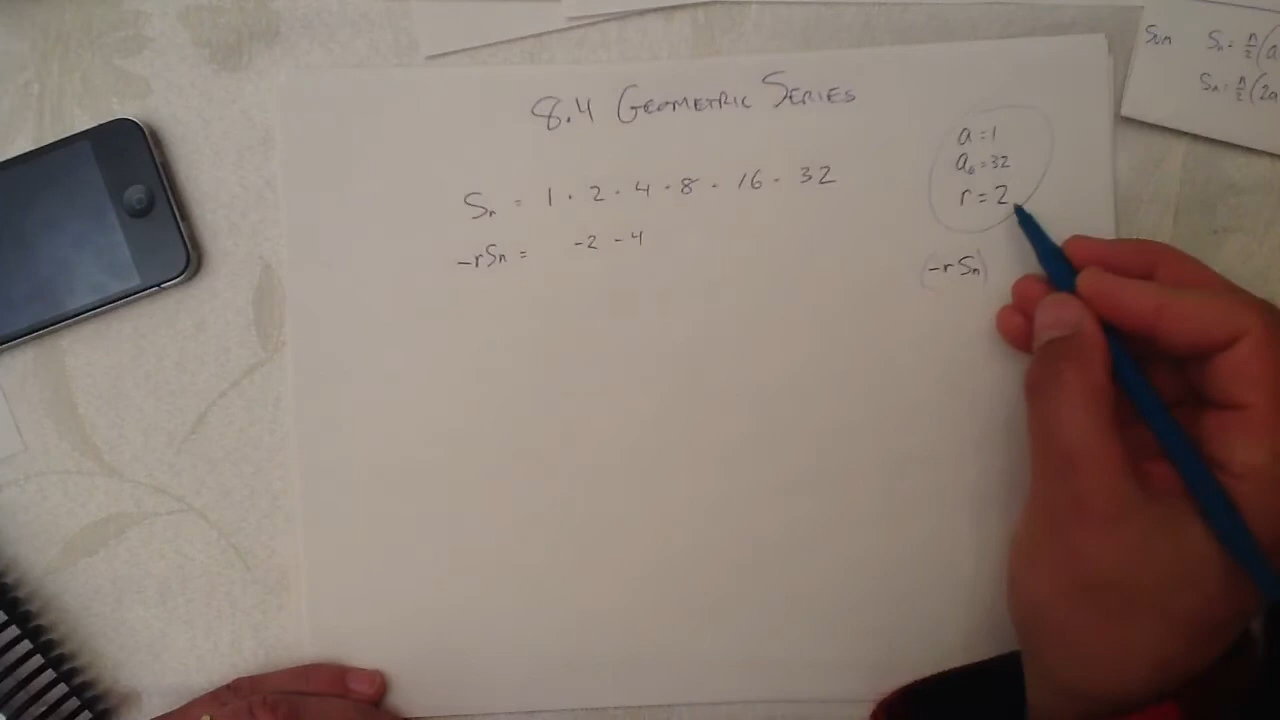 8.4 GEOMETRIC SERIES
Sn = 1 + 2 + 4 + 8 + 16 + 32
-rSn = -2 -4
a = 1
a6 = 32
r = 2
(-rSn)
Sum Sn = n/2(a
Sn = n/2(2a